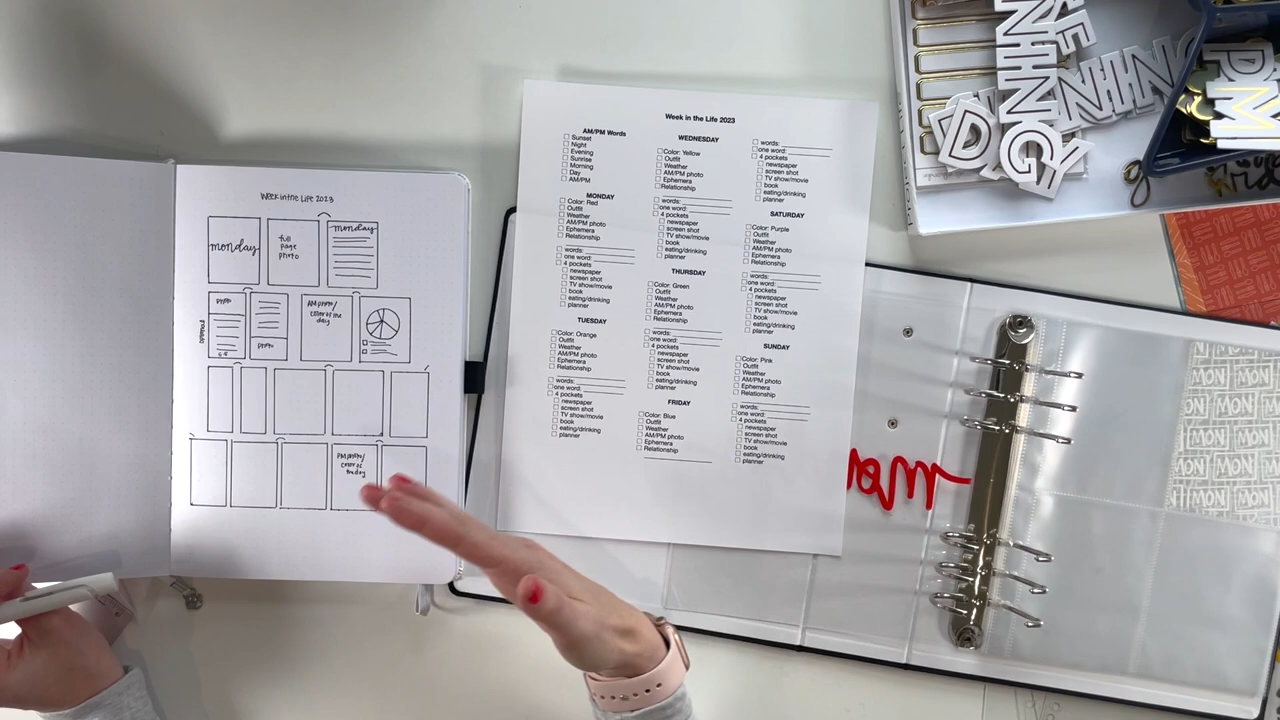 Week in the Life 2023
monday
full
page
photo
monday
photo
photo
AM photo/
color of the
day
PM photo/
color of
the day
Week in the Life 2023
AM/PM Words
Sunset
Night
Evening
Sunrise
Morning
Day
AM/PM
MONDAY
Color: Red
Outfit
Weather
AM/PM photo
Ephemera
Relationship
words:
one word:
4 pockets
newspaper
screen shot
TV show/movie
book
eating/drinking
planner
TUESDAY
Color: Orange
Outfit
Weather
AM/PM photo
Ephemera
Relationship
words:
one word:
4 pockets
newspaper
screen shot
TV show/movie
book
eating/drinking
planner
WEDNESDAY
Color: Yellow
Outfit
Weather
AM/PM photo
Ephemera
Relationship
words:
one word:
4 pockets
newspaper
screen shot
TV show/movie
book
eating/drinking
planner
THURSDAY
Color: Green
Outfit
Weather
AM/PM photo
Ephemera
Relationship
words:
one word:
4 pockets
newspaper
screen shot
TV show/movie
book
eating/drinking
planner
FRIDAY
Color: Blue
Outfit
Weather
AM/PM photo
Ephemera
Relationship
words:
one word:
4 pockets
newspaper
screen shot
TV show/movie
book
eating/drinking
planner
SATURDAY
Color: Purple
Outfit
Weather
AM/PM photo
Ephemera
Relationship
words:
one word:
4 pockets
newspaper
screen shot
TV show/movie
book
eating/drinking
planner
SUNDAY
Color: Pink
Outfit
Weather
AM/PM photo
Ephemera
Relationship
words:
one word:
4 pockets
newspaper
screen shot
TV show/movie
book
eating/drinking
planner
PM
MON MON
MON
MON MON
MON
MON MON
MON